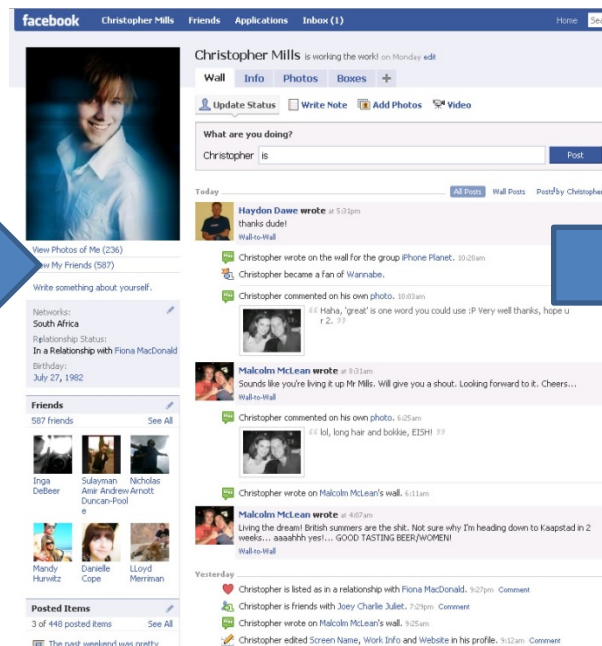 facebook Christopher Mills Friends Applications Inbox (1) Home
Christopher Mills is working the work! on Monday edit
Wall Info Photos Boxes +
Update Status Write Note Add Photos Video
What are you doing?
Christopher is
Post
Today All Posts Wall Posts Posts by Christopher
Haydon Dawe wrote at 5:31pm
thanks dude!
Wall-to-Wall
Christopher wrote on the wall for the group iPhone Planet. 10:20am
Christopher became a fan of Wannabe.
Christopher commented on his own photo. 10:03am
Haha, 'great' is one word you could use :P Very well thanks, hope u
r 2.
Malcolm McLean wrote at 8:31am
Sounds like you're living it up Mr Mills. Will give you a shout. Looking forward to it. Cheers...
Wall-to-Wall
Christopher commented on his own photo. 6:25am
lol, long hair and bokkie, EISH!
Christopher wrote on Malcolm McLean's wall. 6:11am
Malcolm McLean wrote at 4:07am
Living the dream! British summers are the shit. Not sure why I'm heading down to Kaapstad in 2
weeks... aaaahhh yes!... GOOD TASTING BEER/WOMEN!
Wall-to-Wall
Yesterday
Christopher is listed as in a relationship with Fiona MacDonald. 9:27pm Comment
Christopher is friends with Joey Charlie Juliet. 7:29pm Comment
Christopher wrote on Malcolm McLean's wall. 9:25am
Christopher edited Screen Name, Work Info and Website in his profile. 9:12am Comment
View Photos of Me (236)
My Friends (587)
Write something about yourself.
Networks:
South Africa
Relationship Status:
In a Relationship with Fiona MacDonald
Birthday:
July 27, 1982
Friends
587 friends See All
Inga
DeBeer
Sulayman
Amir Andrew
Duncan-Pool
e
Nicholas
Arnott
Mandy
Hurwitz
Danielle
Cope
LLoyd
Merriman
Posted Items
3 of 448 posted items See All
The past weekend was pretty